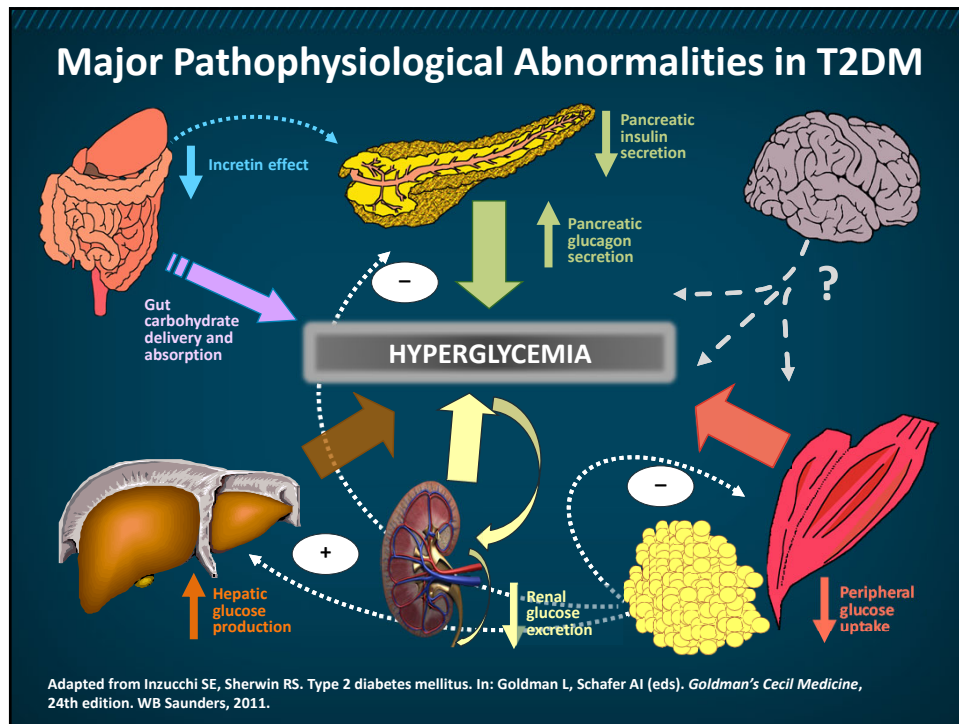 Major Pathophysiological Abnormalities in T2DM
Incretin effect
Pancreatic
insulin
secretion
Pancreatic
glucagon
secretion
?
–
Gut
carbohydrate
delivery and
absorption
HYPERGLYCEMIA
–
+
Hepatic
glucose
production
Renal
glucose
excretion
Peripheral
glucose
uptake
Adapted from Inzucchi SE, Sherwin RS. Type 2 diabetes mellitus. In: Goldman L, Schafer AI (eds). Goldman’s Cecil Medicine,
24th edition. WB Saunders, 2011.